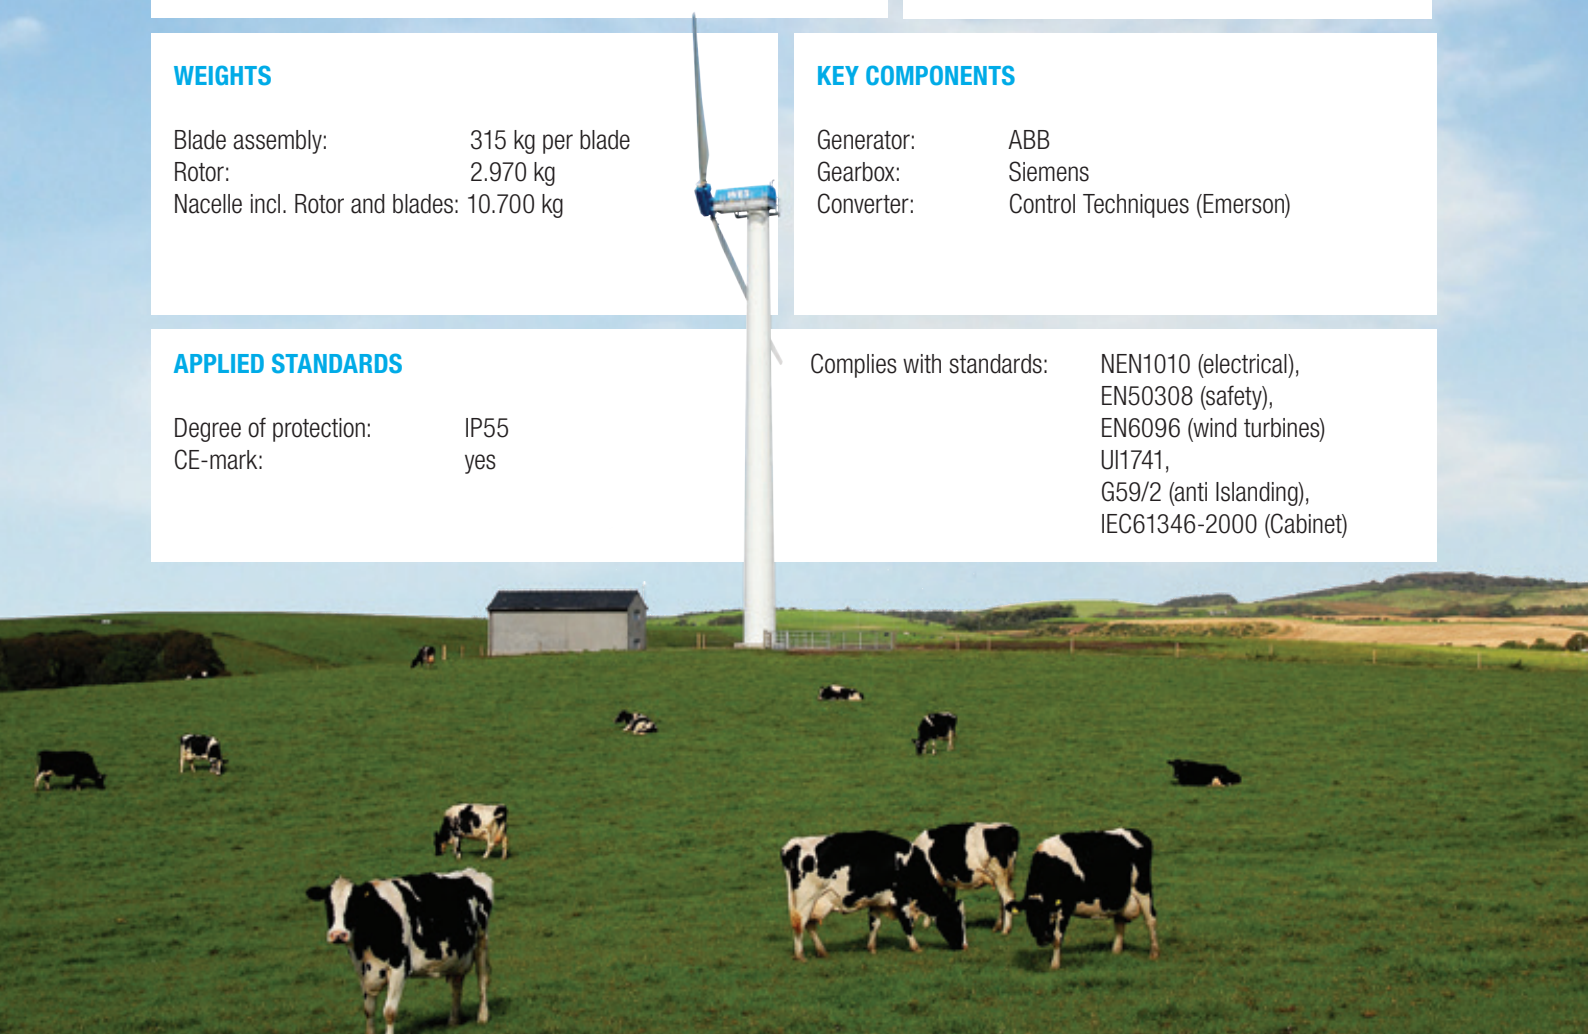 WEIGHTS
Blade assembly: 315 kg per blade
Rotor: 2.970 kg
Nacelle incl. Rotor and blades: 10.700 kg
KEY COMPONENTS
Generator: ABB
Gearbox: Siemens
Converter: Control Techniques (Emerson)
APPLIED STANDARDS
Degree of protection: IP55
CE-mark: yes
Complies with standards: NEN1010 (electrical),
EN50308 (safety),
EN6096 (wind turbines)
Ul1741,
G59/2 (anti Islanding),
IEC61346-2000 (Cabinet)